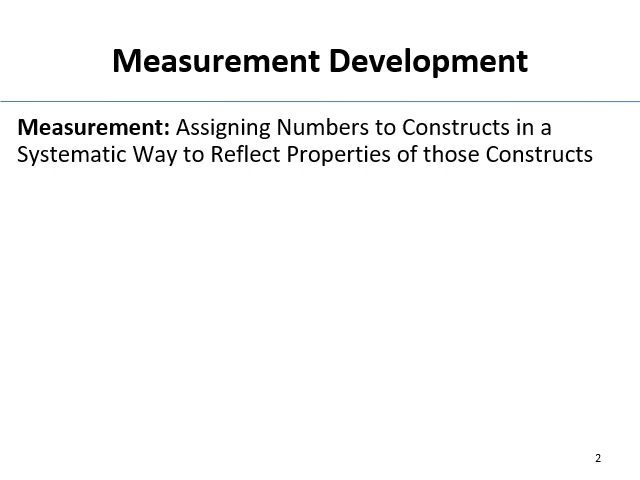 Measurement Development
Measurement: Assigning Numbers to Constructs in a
Systematic Way to Reflect Properties of those Constructs
2